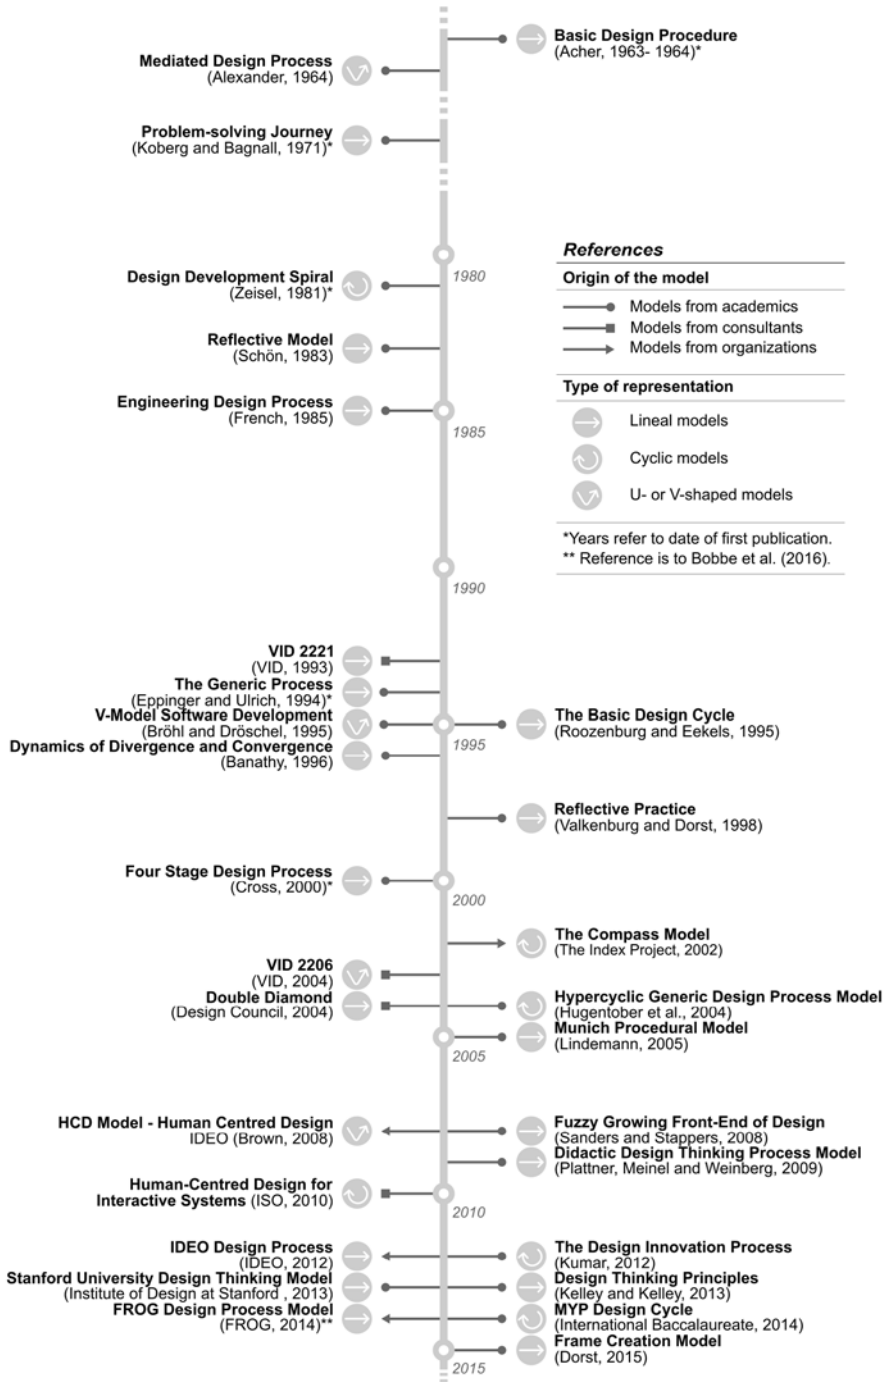 Basic Design Procedure
(Acher, 1963- 1964)*
Mediated Design Process
(Alexander, 1964)
Problem-solving Journey
(Koberg and Bagnall, 1971)*
1980
References
Origin of the model
Models from academics
Models from consultants
Models from organizations
Type of representation
Lineal models
Cyclic models
U- or V-shaped models
*Years refer to date of first publication.
** Reference is to Bobbe et al. (2016).
Design Development Spiral
(Zeisel, 1981)*
Reflective Model
(Schön, 1983)
Engineering Design Process
(French, 1985)
1985
1990
VID 2221
(VID, 1993)
The Generic Process
(Eppinger and Ulrich, 1994)*
V-Model Software Development
(Bröhl and Dröschel, 1995)
The Basic Design Cycle
(Roozenburg and Eekels, 1995)
1995
Dynamics of Divergence and Convergence
(Banathy, 1996)
Reflective Practice
(Valkenburg and Dorst, 1998)
Four Stage Design Process
(Cross, 2000)*
2000
The Compass Model
(The Index Project, 2002)
VID 2206
(VID, 2004)
Double Diamond
(Design Council, 2004)
Hypercyclic Generic Design Process Model
(Hugentober et al., 2004)
Munich Procedural Model
(Lindemann, 2005)
2005
HCD Model - Human Centred Design
IDEO (Brown, 2008)
Fuzzy Growing Front-End of Design
(Sanders and Stappers, 2008)
Didactic Design Thinking Process Model
(Plattner, Meinel and Weinberg, 2009)
Human-Centred Design for
Interactive Systems (ISO, 2010)
2010
IDEO Design Process
(IDEO, 2012)
The Design Innovation Process
(Kumar, 2012)
Stanford University Design Thinking Model
(Institute of Design at Stanford , 2013)
Design Thinking Principles
(Kelley and Kelley, 2013)
FROG Design Process Model
(FROG, 2014)**
MYP Design Cycle
(International Baccalaureate, 2014)
Frame Creation Model
(Dorst, 2015)
2015